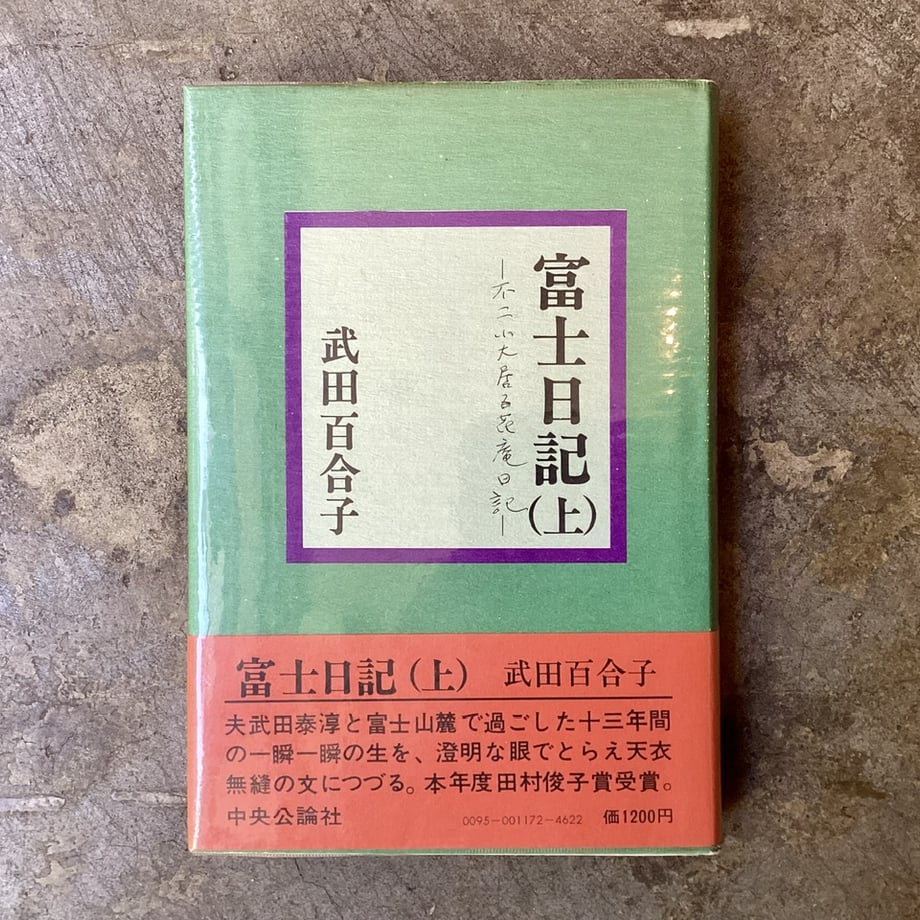 富士日記（上）
―不二小大居百花庵日記―
武田百合子
富士日記（上） 武田百合子
夫武田泰淳と富士山麓で過ごした十三年間
の一瞬一瞬の生を、澄明な眼でとらえ天衣
無縫の文につづる。本年度田村俊子賞受賞。
中央公論社 0095-001172-4622 価1200円